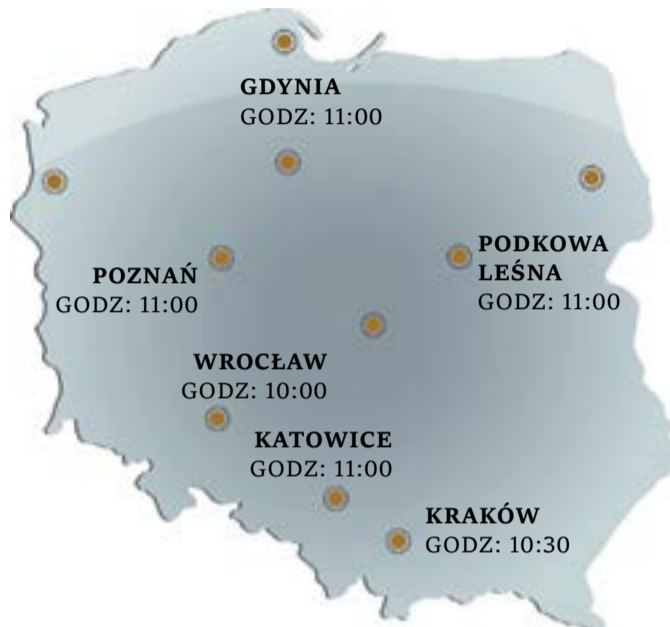 GDYNIA
GODZ: 11:00
PODKOWA
LEŚNA
GODZ: 11:00
POZNAŃ
GODZ: 11:00
WROCŁAW
GODZ: 10:00
KATOWICE
GODZ: 11:00
KRAKÓW
GODZ: 10:30